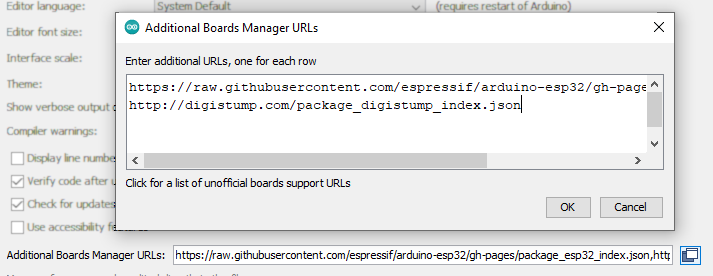 Editor language:
System Default
(requires restart of Arduino)
Editor font size:
Interface scale:
Theme:
Show verbose output
Compiler warnings:
Display line
Verify code after
Check for updates
Use accessibility features
Additional Boards Manager URLs
Enter additional URLs, one for each row
https://raw.githubusercontent.com/espressif/arduino-esp32/gh-pages
http://digistump.com/package_digistump_index.json
Click for a list of unofficial boards support URLs
OK
Cancel
Additional Boards Manager URLs:
https://raw.githubusercontent.com/espressif/arduino-esp32/gh-pages/package_esp32_index.json,http